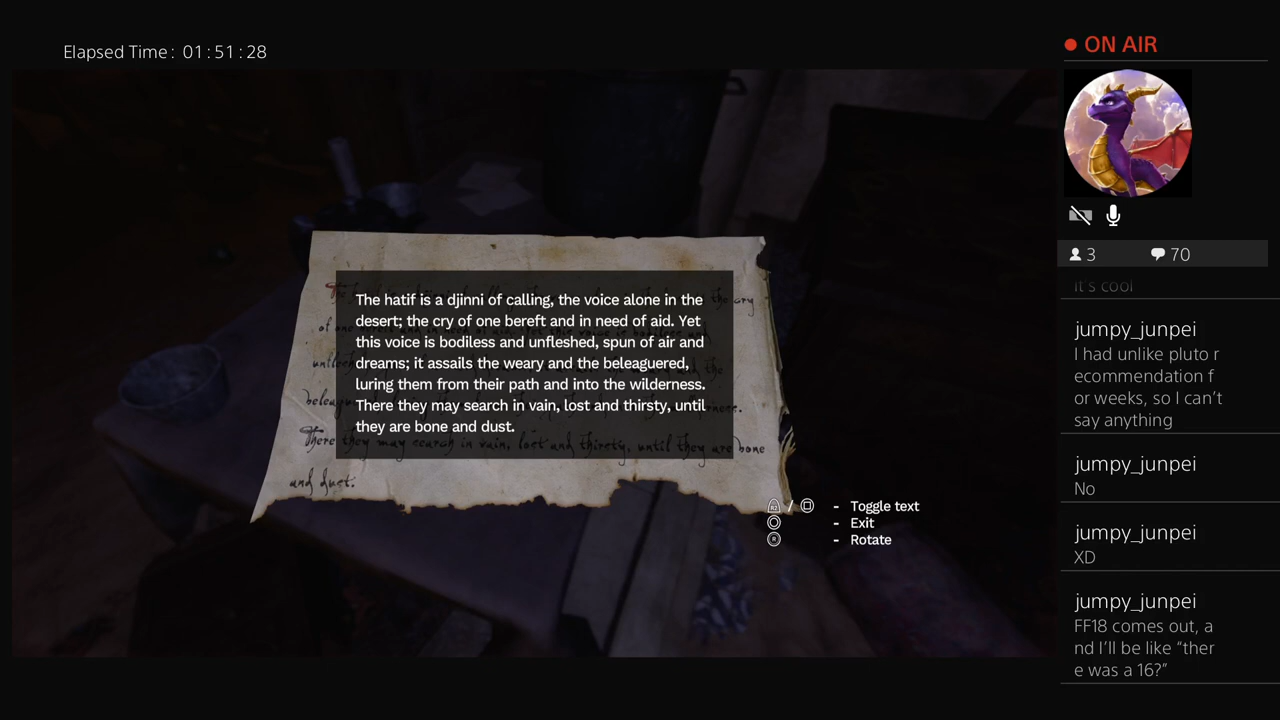 Elapsed Time: 01:51:28
ON AIR
3
70
it's cool
jumpy_junpei
I had unlike pluto r
ecommendation f
or weeks, so I can't
say anything
jumpy_junpei
No
jumpy_junpei
XD
jumpy_junpei
FF18 comes out, a
nd I'll be like "ther
e was a 16?"
The hatif is a djinni of calling, the voice alone in the
desert; the cry of one bereft and in need of aid. Yet
this voice is bodiless and unfleshed, spun of air and
dreams; it assails the weary and the beleaguered,
luring them from their path and into the wilderness.
There they may search in vain, lost and thirsty, until
they are bone and dust.
the cry
of one
There they may search in vain, lost and thirsty, until they are bone
and dust.
R2 / - Toggle text
- Exit
R - Rotate